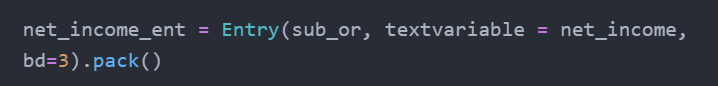 net_income_ent = Entry(sub_or, textvariable = net_income,
bd=3).pack()